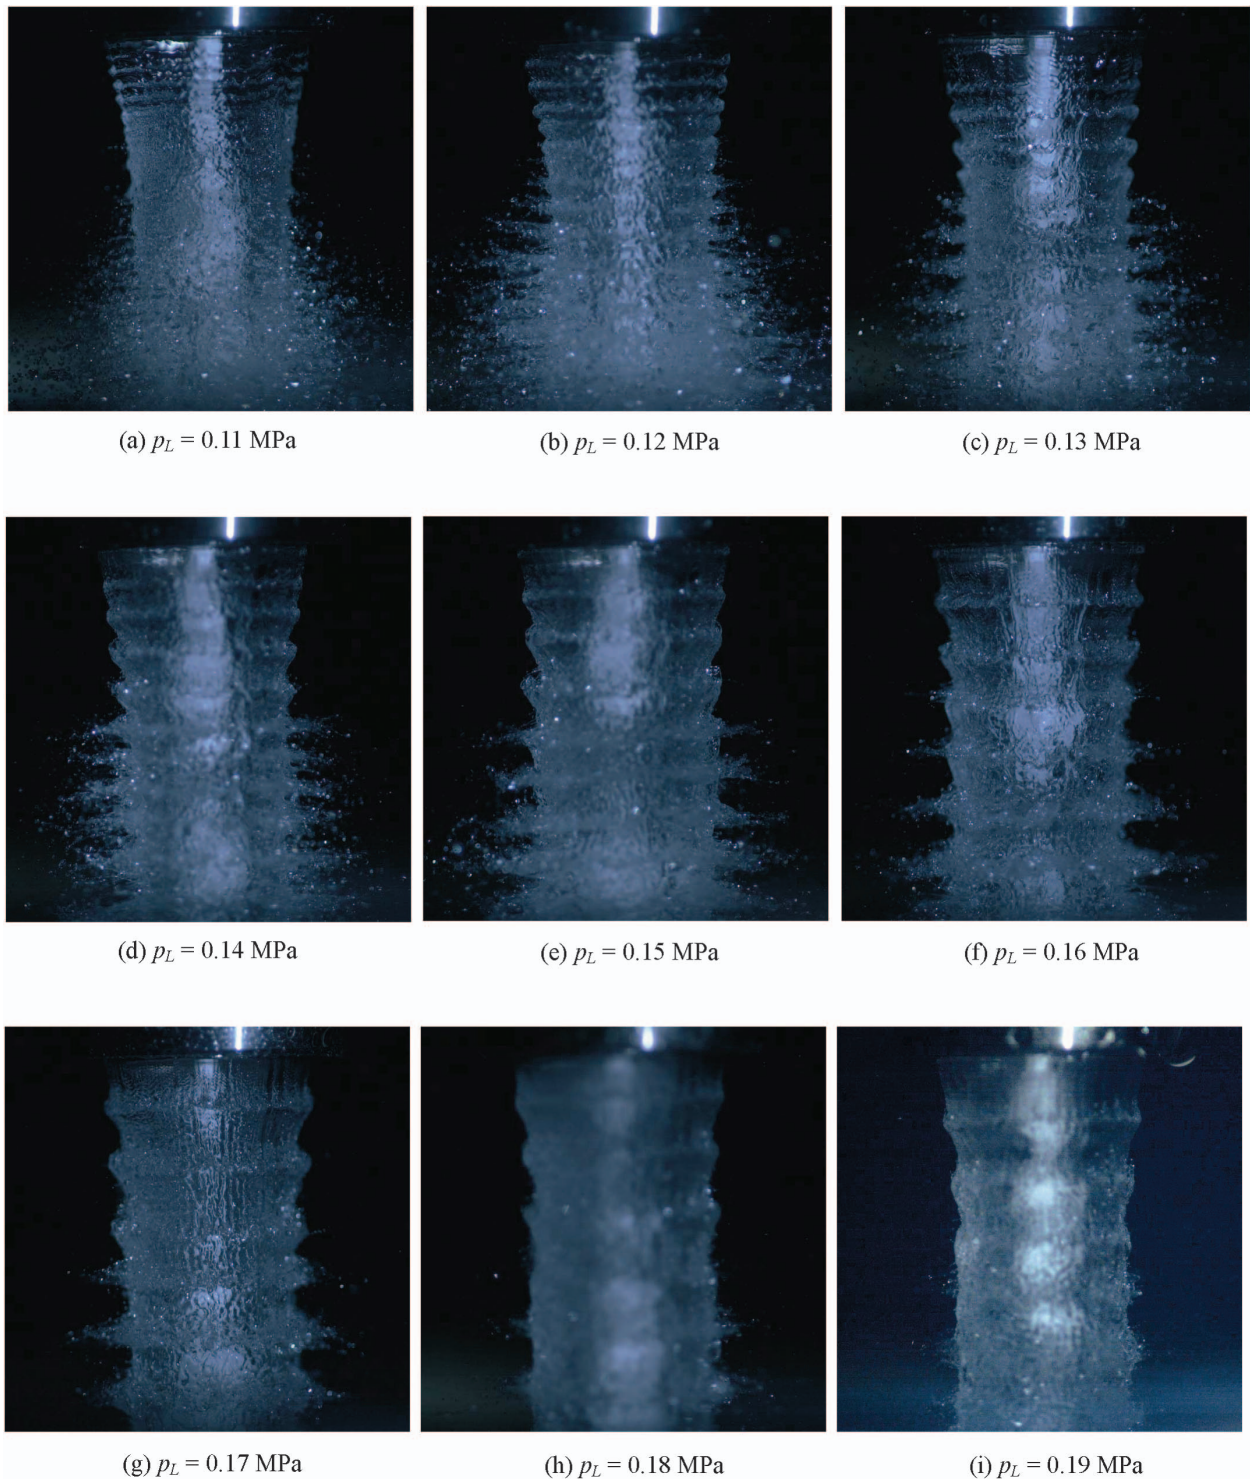 (a) p_L = 0.11 MPa
(b) p_L = 0.12 MPa
(c) p_L = 0.13 MPa
(d) p_L = 0.14 MPa
(e) p_L = 0.15 MPa
(f) p_L = 0.16 MPa
(g) p_L = 0.17 MPa
(h) p_L = 0.18 MPa
(i) p_L = 0.19 MPa